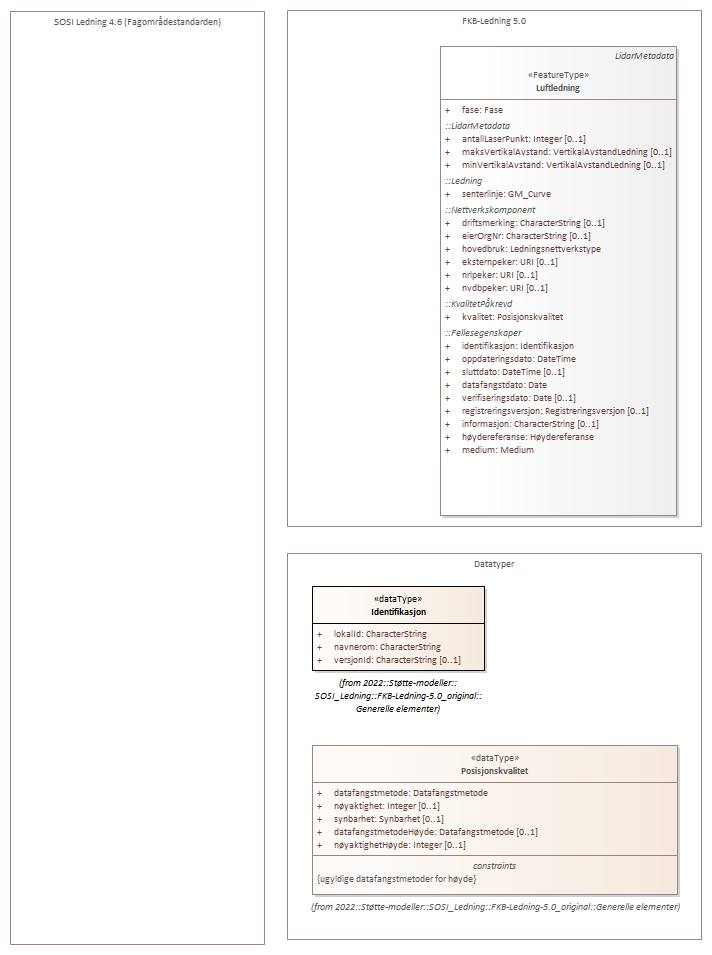 SOSI Ledning 4.6 (Fagområdestandarden)
FKB-Ledning 5.0
LidarMetadata
«FeatureType»
Luftledning
+ fase: Fase
::LidarMetadata
+ antallLaserPunkt: Integer [0..1]
+ maksVertikalAvstand: VertikalAvstandLedning [0..1]
+ minVertikalAvstand: VertikalAvstandLedning [0..1]
::Ledning
+ senterlinje: GM_Curve
::Nettverkskomponent
+ driftsmerking: CharacterString [0..1]
+ eierOrgNr: CharacterString [0..1]
+ hovedbruk: Ledningsnettverkstype
+ eksternpeker: URI [0..1]
+ nrlpeker: URI [0..1]
+ nvdbpeker: URI [0..1]
::KvalitetPåkrevd
+ kvalitet: Posisjonskvalitet
::Fellesegenskaper
+ identifikasjon: Identifikasjon
+ oppdateringsdato: DateTime
+ sluttdato: DateTime [0..1]
+ datafangstdato: Date
+ verifiseringsdato: Date [0..1]
+ registreringsversjon: Registreringsversjon [0..1]
+ informasjon: CharacterString [0..1]
+ høydereferanse: Høydereferanse
+ medium: Medium
Datatyper
«dataType»
Identifikasjon
+ lokalId: CharacterString
+ navnerom: CharacterString
+ versjonId: CharacterString [0..1]
(from 2022::Støtte-modeller::
SOSI_Ledning::FKB-Ledning-5.0_original::
Generelle elementer)
«dataType»
Posisjonskvalitet
+ datafangstmetode: Datafangstmetode
+ nøyaktighet: Integer [0..1]
+ synbarhet: Synbarhet [0..1]
+ datafangstmetodeHøyde: Datafangstmetode [0..1]
+ nøyaktighetHøyde: Integer [0..1]
constraints
{ugyldige datafangstmetoder for høyde}
(from 2022::Støtte-modeller::SOSI_Ledning::FKB-Ledning-5.0_original::Generelle elementer)